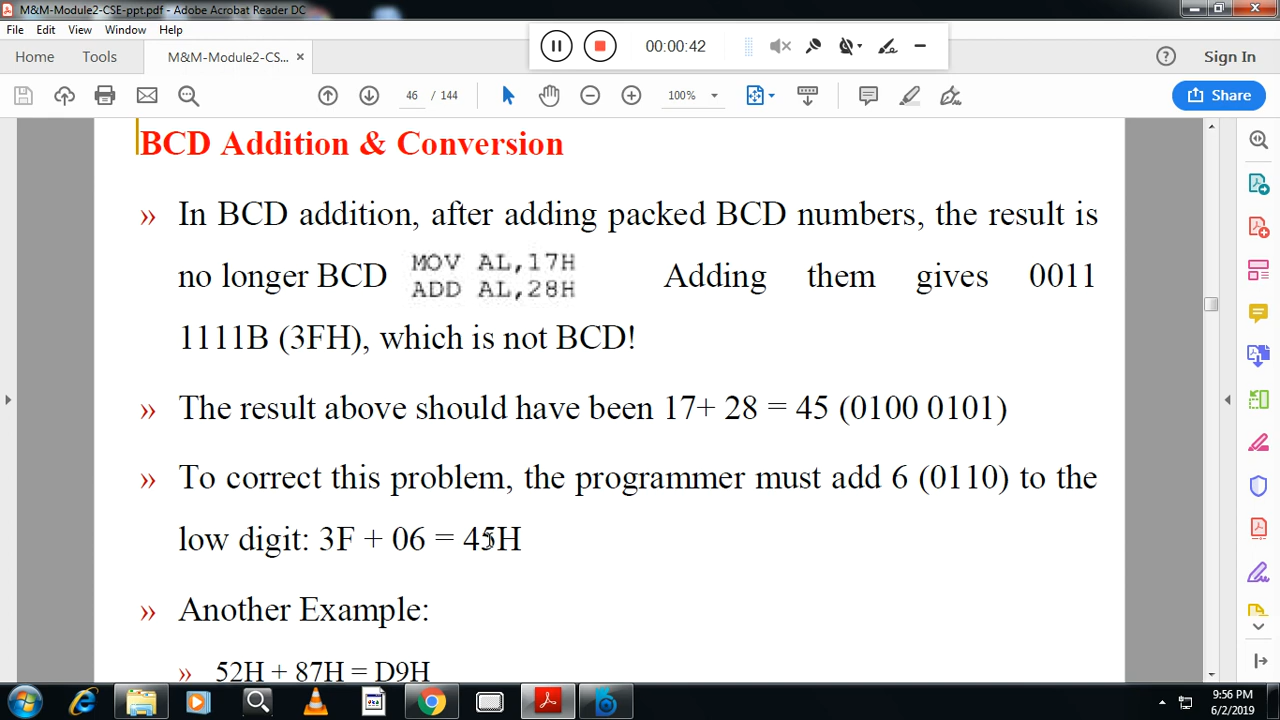 M&M-Module2-CSE-ppt.pdf - Adobe Acrobat Reader DC
File Edit View Window Help
00:00:42
Home Tools M&M-Module2-CS... × Sign In
46 / 144 100% Share
BCD Addition & Conversion
» In BCD addition, after adding packed BCD numbers, the result is
no longer BCD MOV AL,17H Adding them gives 0011
ADD AL,28H
1111B (3FH), which is not BCD!
» The result above should have been 17+ 28 = 45 (0100 0101)
» To correct this problem, the programmer must add 6 (0110) to the
low digit: 3F + 06 = 45H
» Another Example:
» 52H + 87H = D9H
9:56 PM
6/2/2019